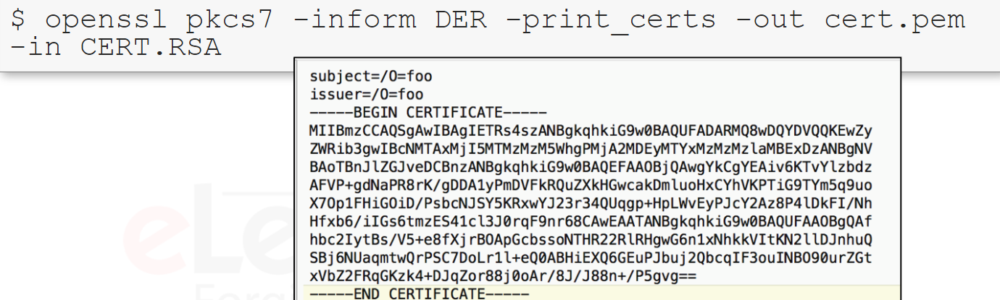 $ openssl pkcs7 -inform DER -print_certs -out cert.pem
-in CERT.RSA
subject=/O=foo
issuer=/O=foo
-----BEGIN CERTIFICATE-----
MIIBmzCCAQSgAwIBAgIETRs4szANBgkqhkiG9w0BAQUFADARMQ8wDQYDVQQKEwZy
ZWRib3gwIBcNMTAxMjI5MTMzMzM5WhgPMjA2MDEyMTYxMzMzMzlaMBExDzANBgNV
BAoTBnJlZGJveDCBnzANBgkqhkiG9w0BAQEFAAOBjQAwgYkCgYEAiv6KTvYlzbdz
AFVP+gdNaPR8rK/gDDA1yPmDVFkRQuZXkHGwcakDmluoHxCYhVKPTiG9TYm5q9uo
X7Op1FHiGOiD/PsbcNJSY5KRxwYJ23r34QUqgp+HpLWvEyPJcY2Az8P4lDkFI/Nh
Hfxb6/iIGs6tmzES41cl3J0rqF9nr68CAwEAATANBgkqhkiG9w0BAQUFAAOBgQAf
hbc2IytBs/V5+e8fXjrBOApGcbssoNTHR22RlRHgwG6n1xNhkkVItKN2llDJnhuQ
SBj6NUaqmtwQrPSC7DoLr1l+eQ0ABHiEXQ6GEuPJbuj2QbcqIF3ouINBO90urZGt
xVbZ2FRqGKzk4+DJqZor88j0oAr/8J/J88n+/P5gvg==
-----END CERTIFICATE-----
eLe